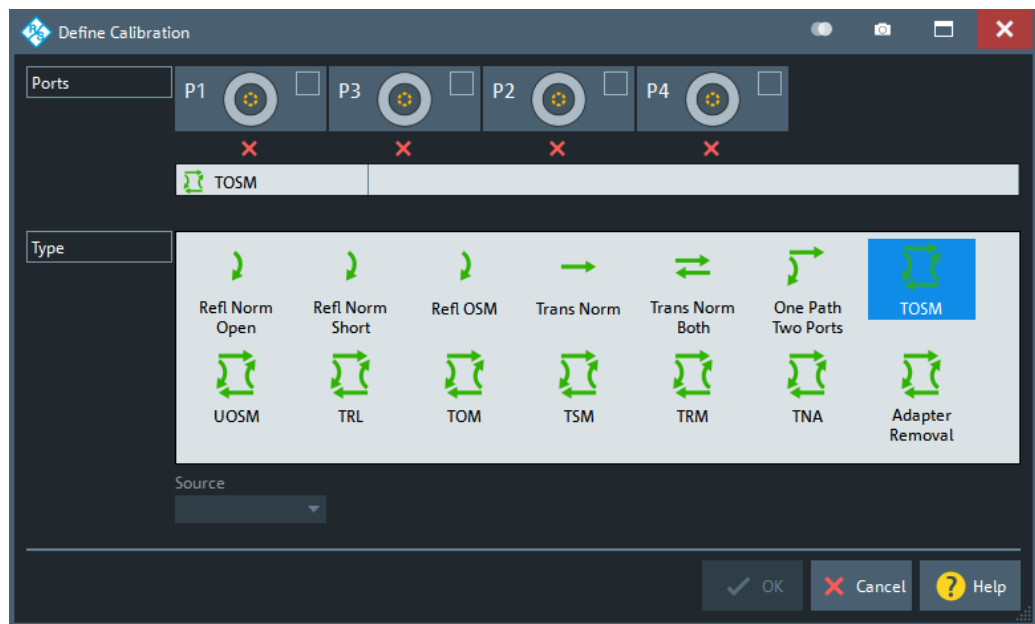 Define Calibration
Ports
P1 P3 P2 P4
TOSM
Type
Refl Norm Open
Refl Norm Short
Refl OSM
Trans Norm
Trans Norm Both
One Path Two Ports
TOSM
UOSM
TRL
TOM
TSM
TRM
TNA
Adapter Removal
Source
OK
Cancel
? Help